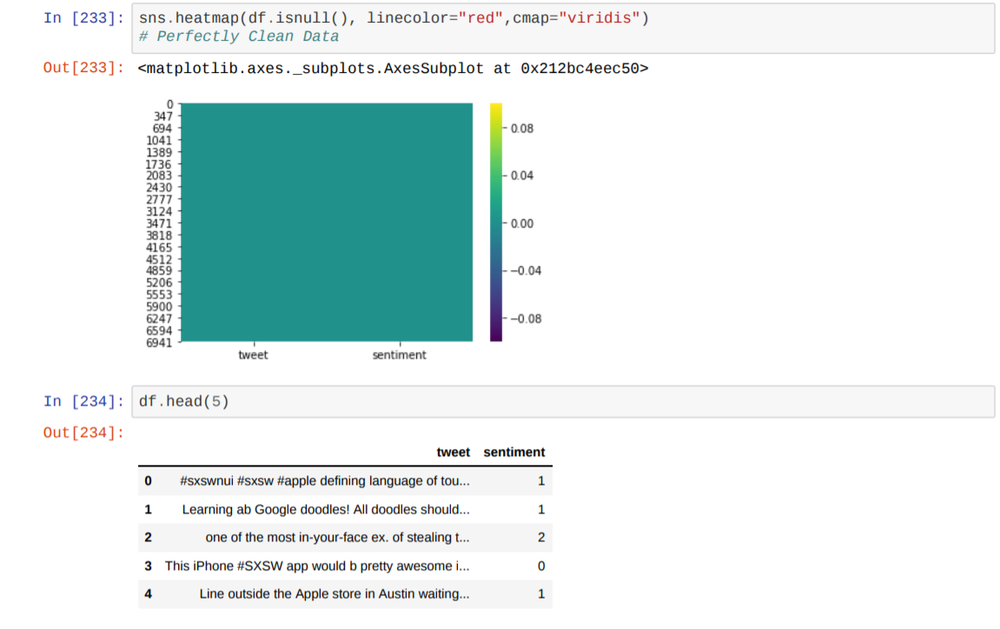 In [233]: sns.heatmap(df.isnull(), linecolor="red",cmap="viridis")
# Perfectly Clean Data
Out[233]: <matplotlib.axes._subplots.AxesSubplot at 0x212bc4eec50>
0
347
694
1041
1389
1736
2083
2430
2777
3124
3471
3818
4165
4512
4859
5206
5553
5900
6247
6594
6941
tweet sentiment
0.08
0.04
0.00
−0.04
−0.08
In [234]: df.head(5)
Out[234]:
tweet sentiment
0 #sxswnui #sxsw #apple defining language of tou... 1
1 Learning ab Google doodles! All doodles should... 1
2 one of the most in-your-face ex. of stealing t... 2
3 This iPhone #SXSW app would b pretty awesome i... 0
4 Line outside the Apple store in Austin waiting... 1